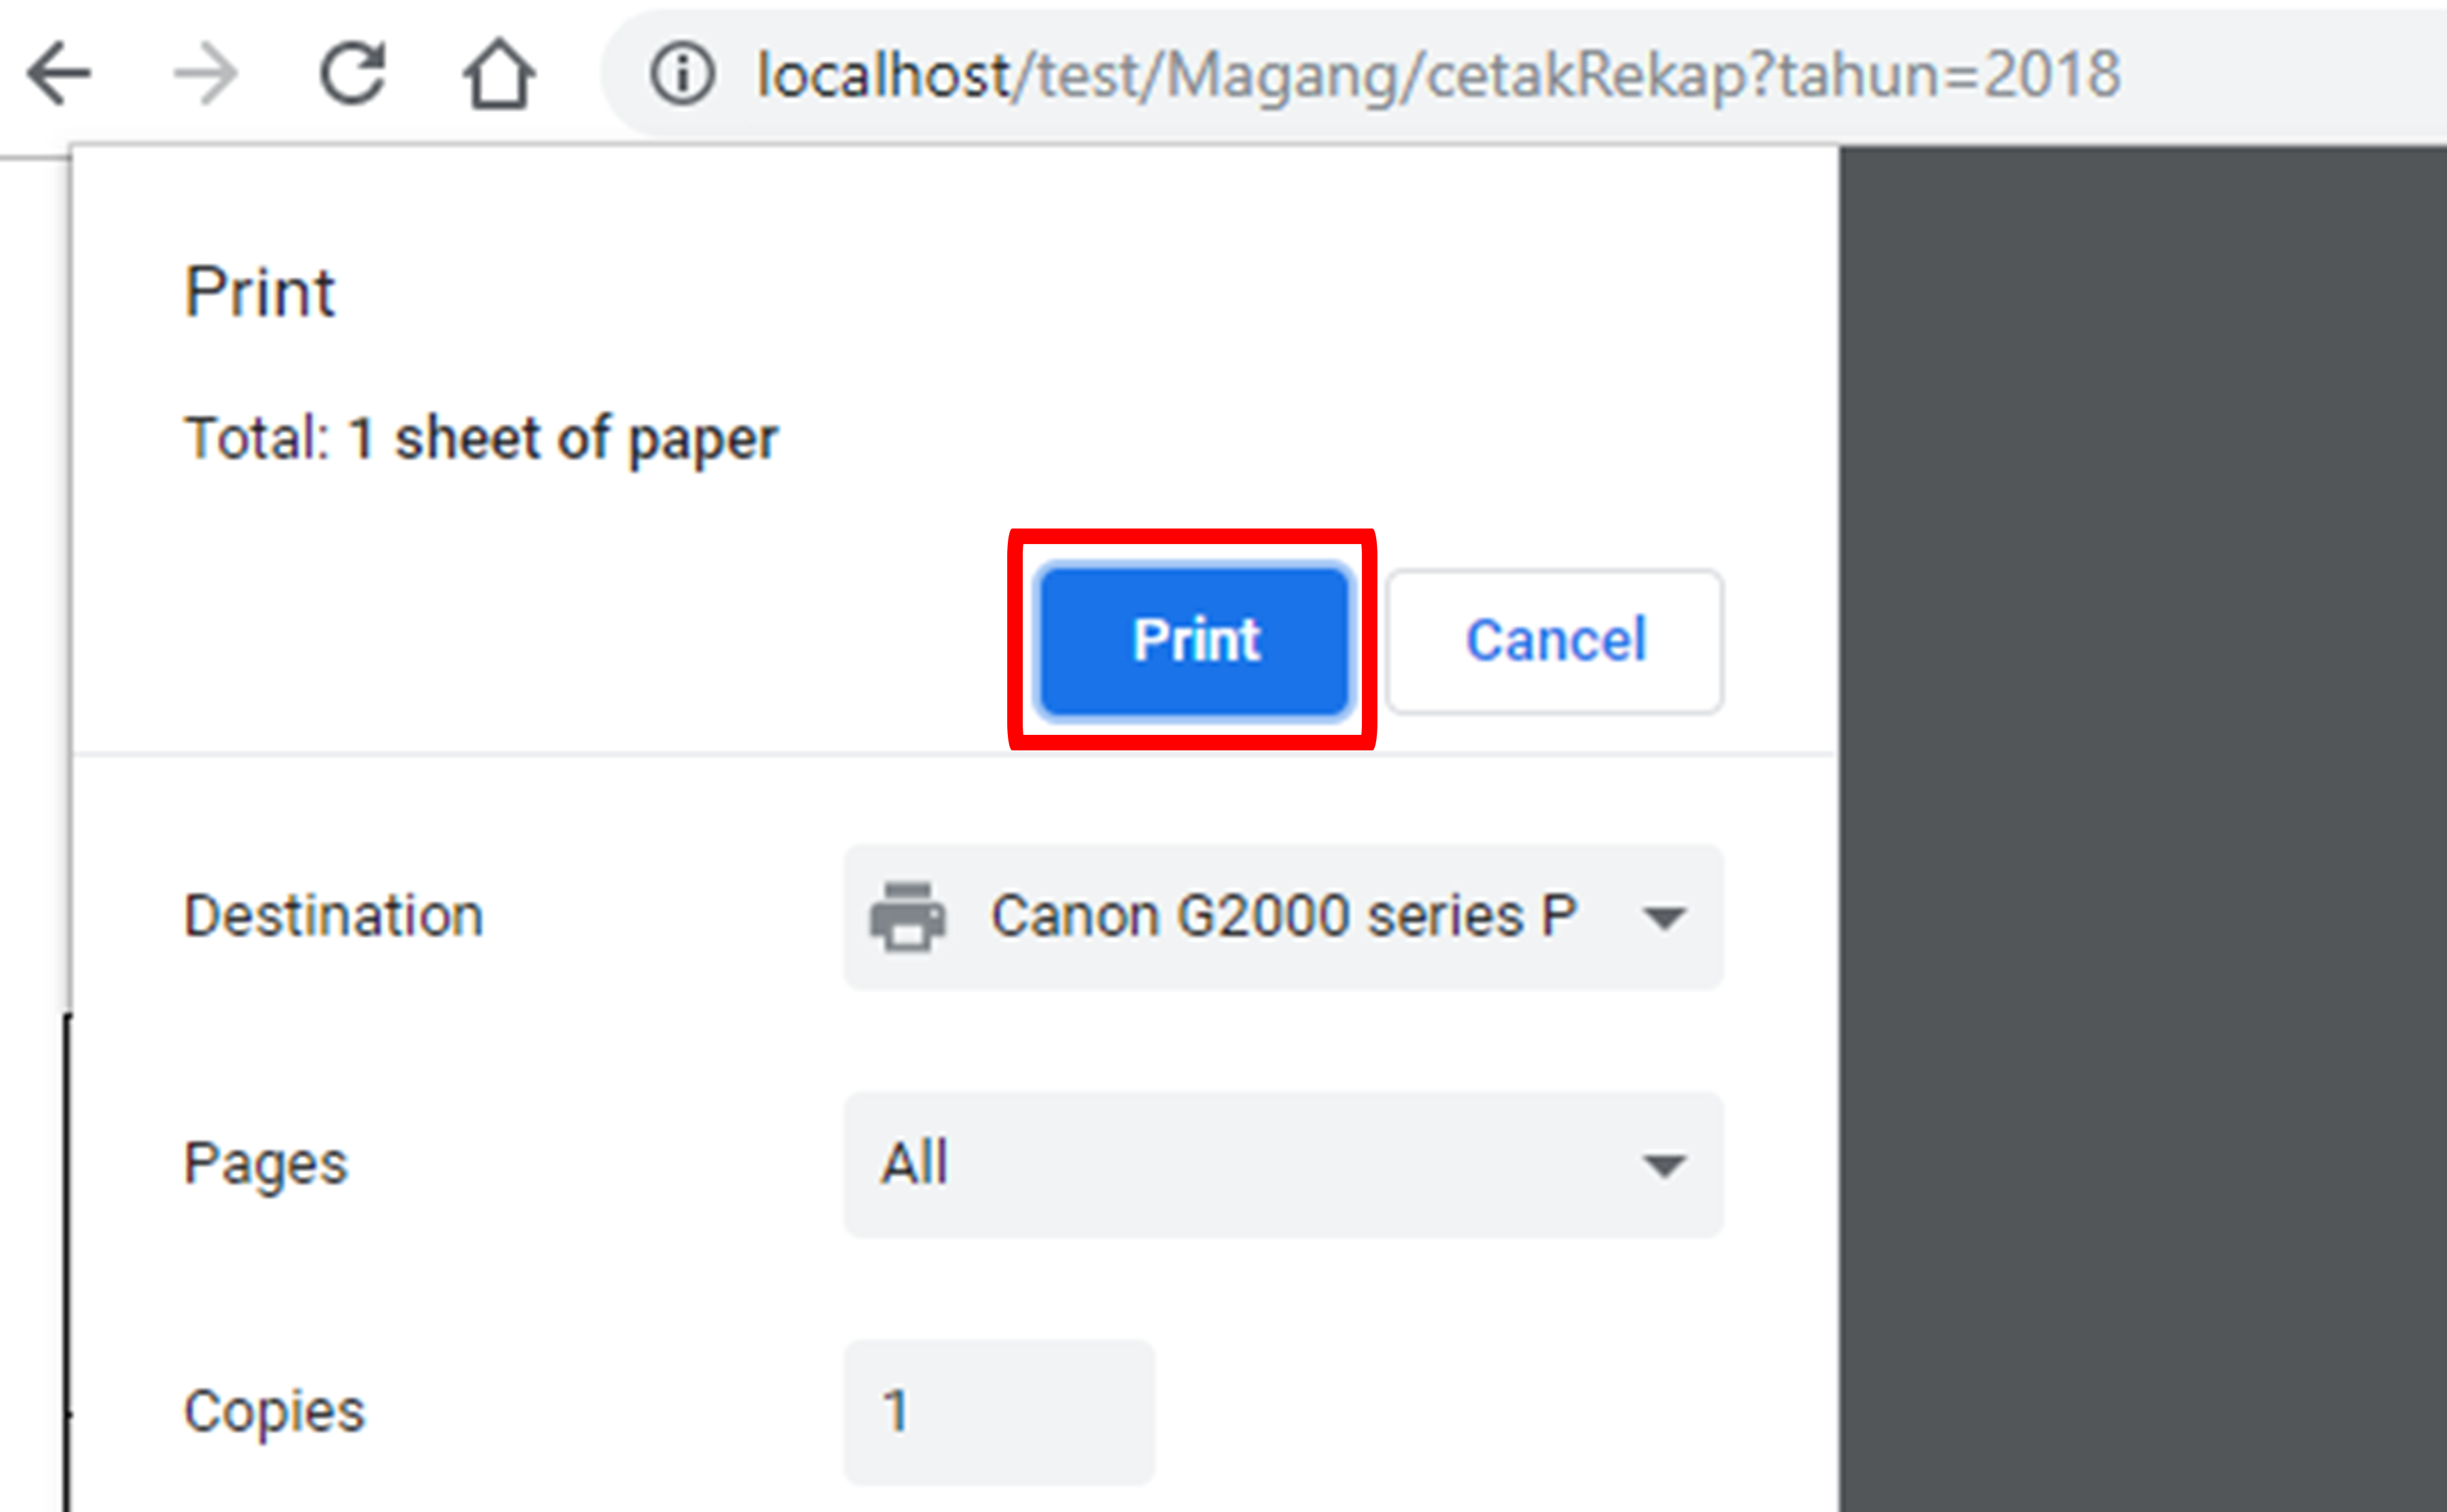 localhost/test/Magang/cetakRekap?tahun=2018
Print
Total: 1 sheet of paper
Print Cancel
Destination Canon G2000 series P
Pages All
Copies 1